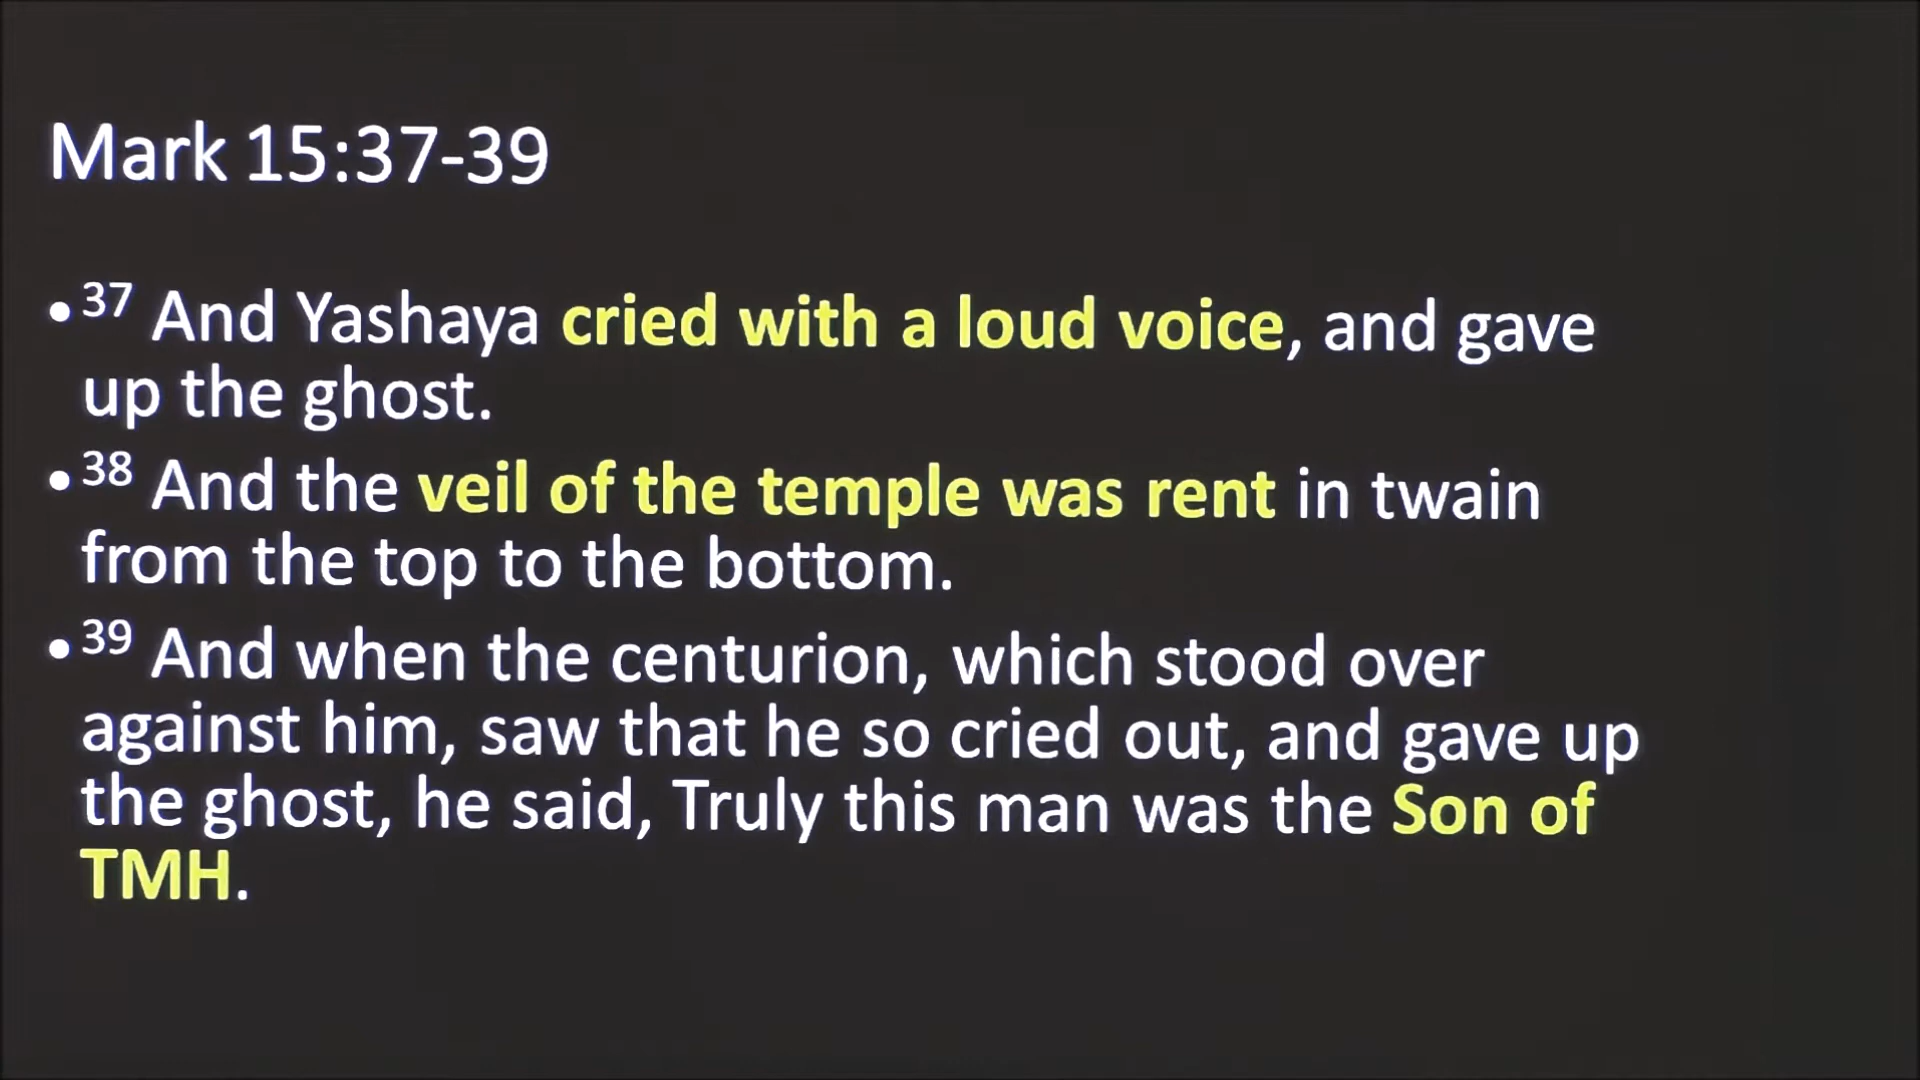 Mark 15:37-39
• 37 And Yashaya cried with a loud voice, and gave
up the ghost.
• 38 And the veil of the temple was rent in twain
from the top to the bottom.
• 39 And when the centurion, which stood over
against him, saw that he so cried out, and gave up
the ghost, he said, Truly this man was the Son of
TMH.